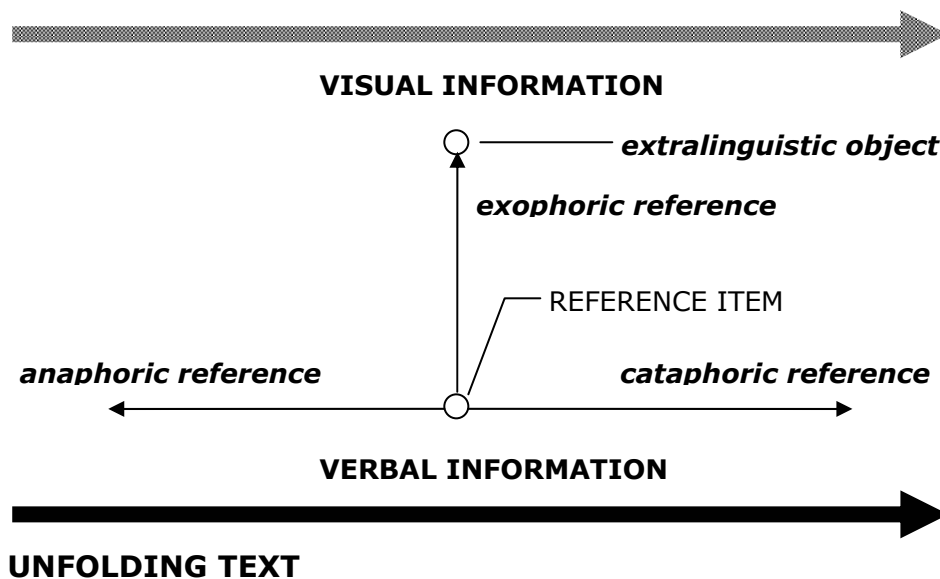 VISUAL INFORMATION
extralinguistic object
exophoric reference
REFERENCE ITEM
anaphoric reference
cataphoric reference
VERBAL INFORMATION
UNFOLDING TEXT